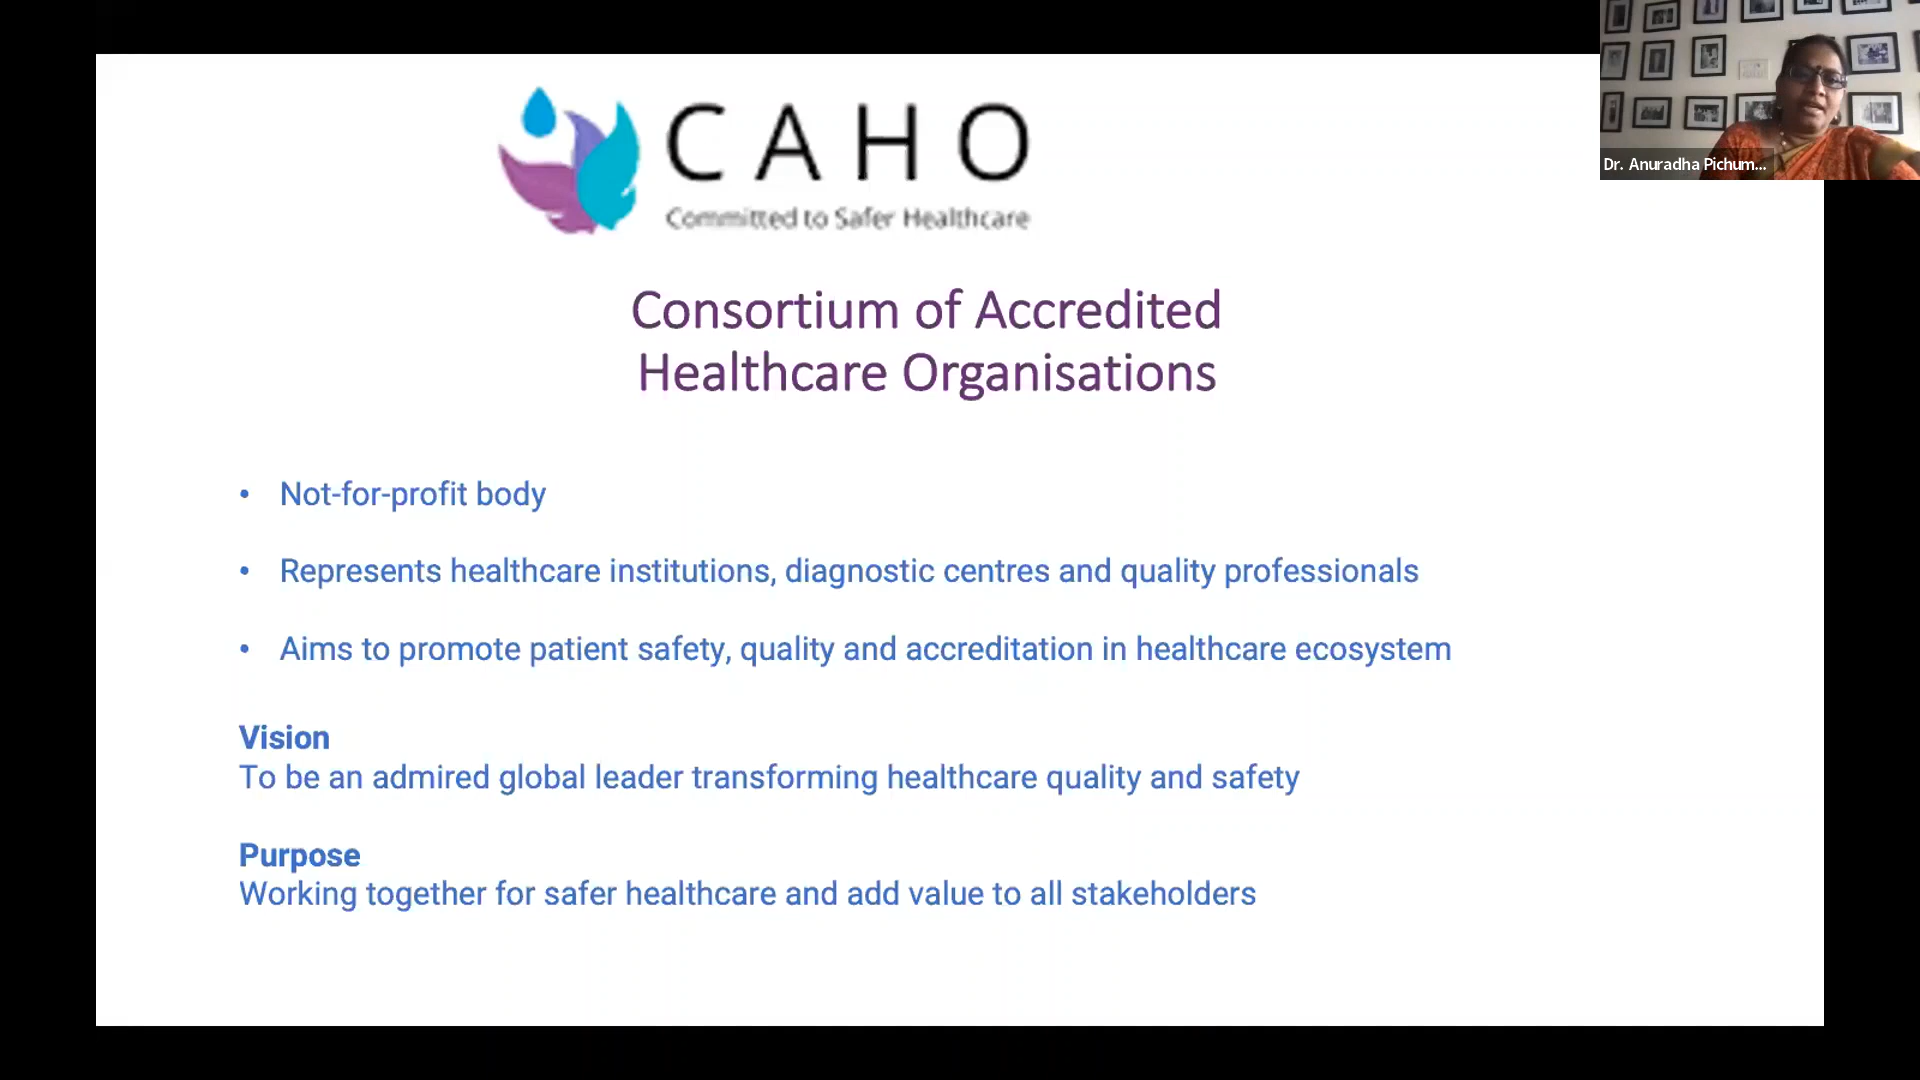 CAHO
Committed to Safer Healthcare
Dr. Anuradha Pichum...
Consortium of Accredited
Healthcare Organisations
• Not-for-profit body
• Represents healthcare institutions, diagnostic centres and quality professionals
• Aims to promote patient safety, quality and accreditation in healthcare ecosystem
Vision
To be an admired global leader transforming healthcare quality and safety
Purpose
Working together for safer healthcare and add value to all stakeholders